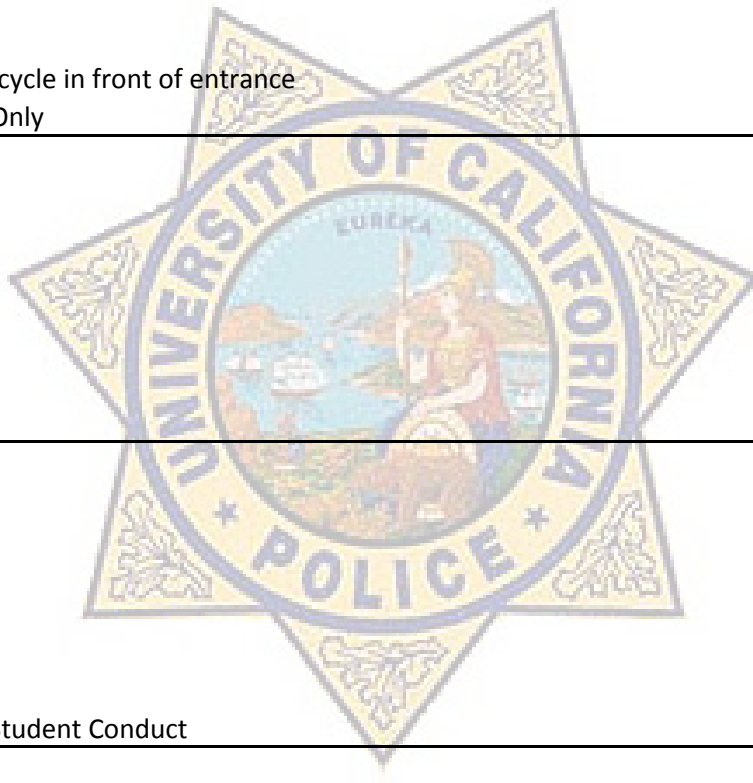 cycle in front of entrance
Only
UNIVERSITY OF CALIFORNIA
EUREKA
POLICE
tudent Conduct